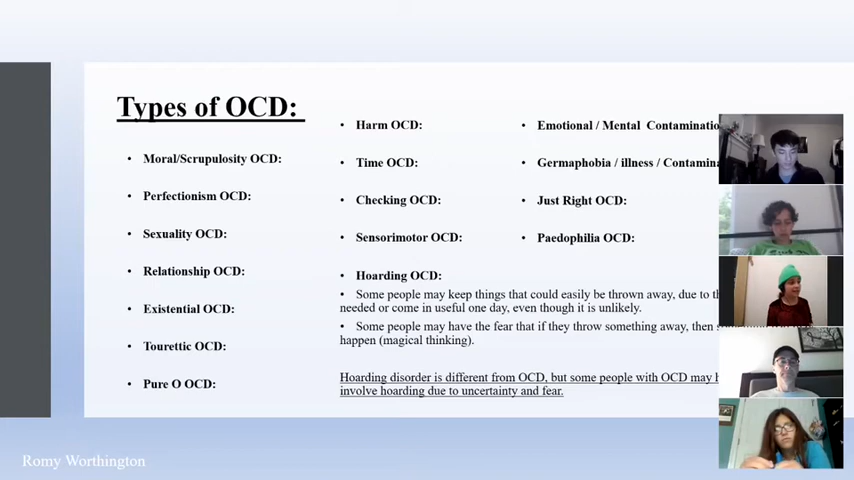 Types of OCD:
Moral/Scrupulosity OCD:
Perfectionism OCD:
Sexuality OCD:
Relationship OCD:
Existential OCD:
Tourettic OCD:
Pure O OCD:
Harm OCD:
Time OCD:
Checking OCD:
Sensorimotor OCD:
Hoarding OCD:
Some people may keep things that could easily be thrown away, due to
needed or come in useful one day, even though it is unlikely.
Some people may have the fear that if they throw something away, then
happen (magical thinking).
Hoarding disorder is different from OCD, but some people with OCD may
involve hoarding due to uncertainty and fear.
Emotional / Mental
Germaphobia / illness /
Just Right OCD:
Paedophilia OCD:
Romy Worthington